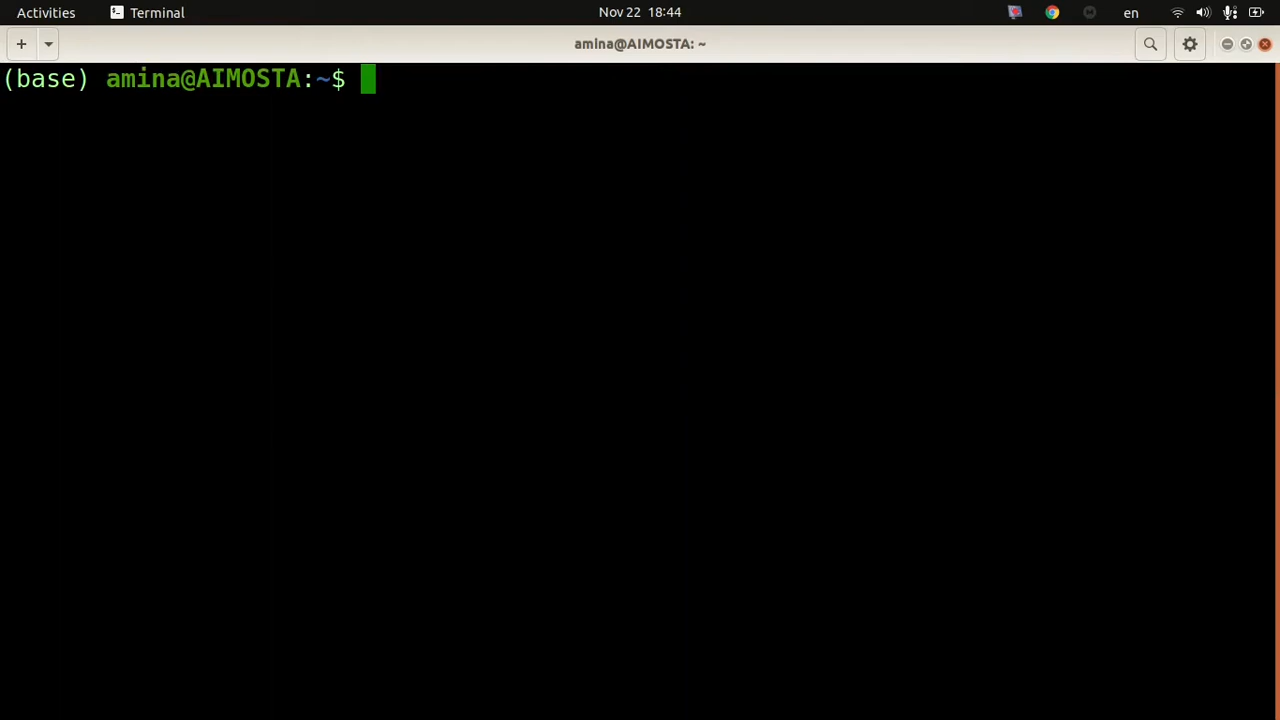 Activities Terminal Nov 22 18:44 en
amina@AIMOSTA: ~
(base) amina@AIMOSTA:~$